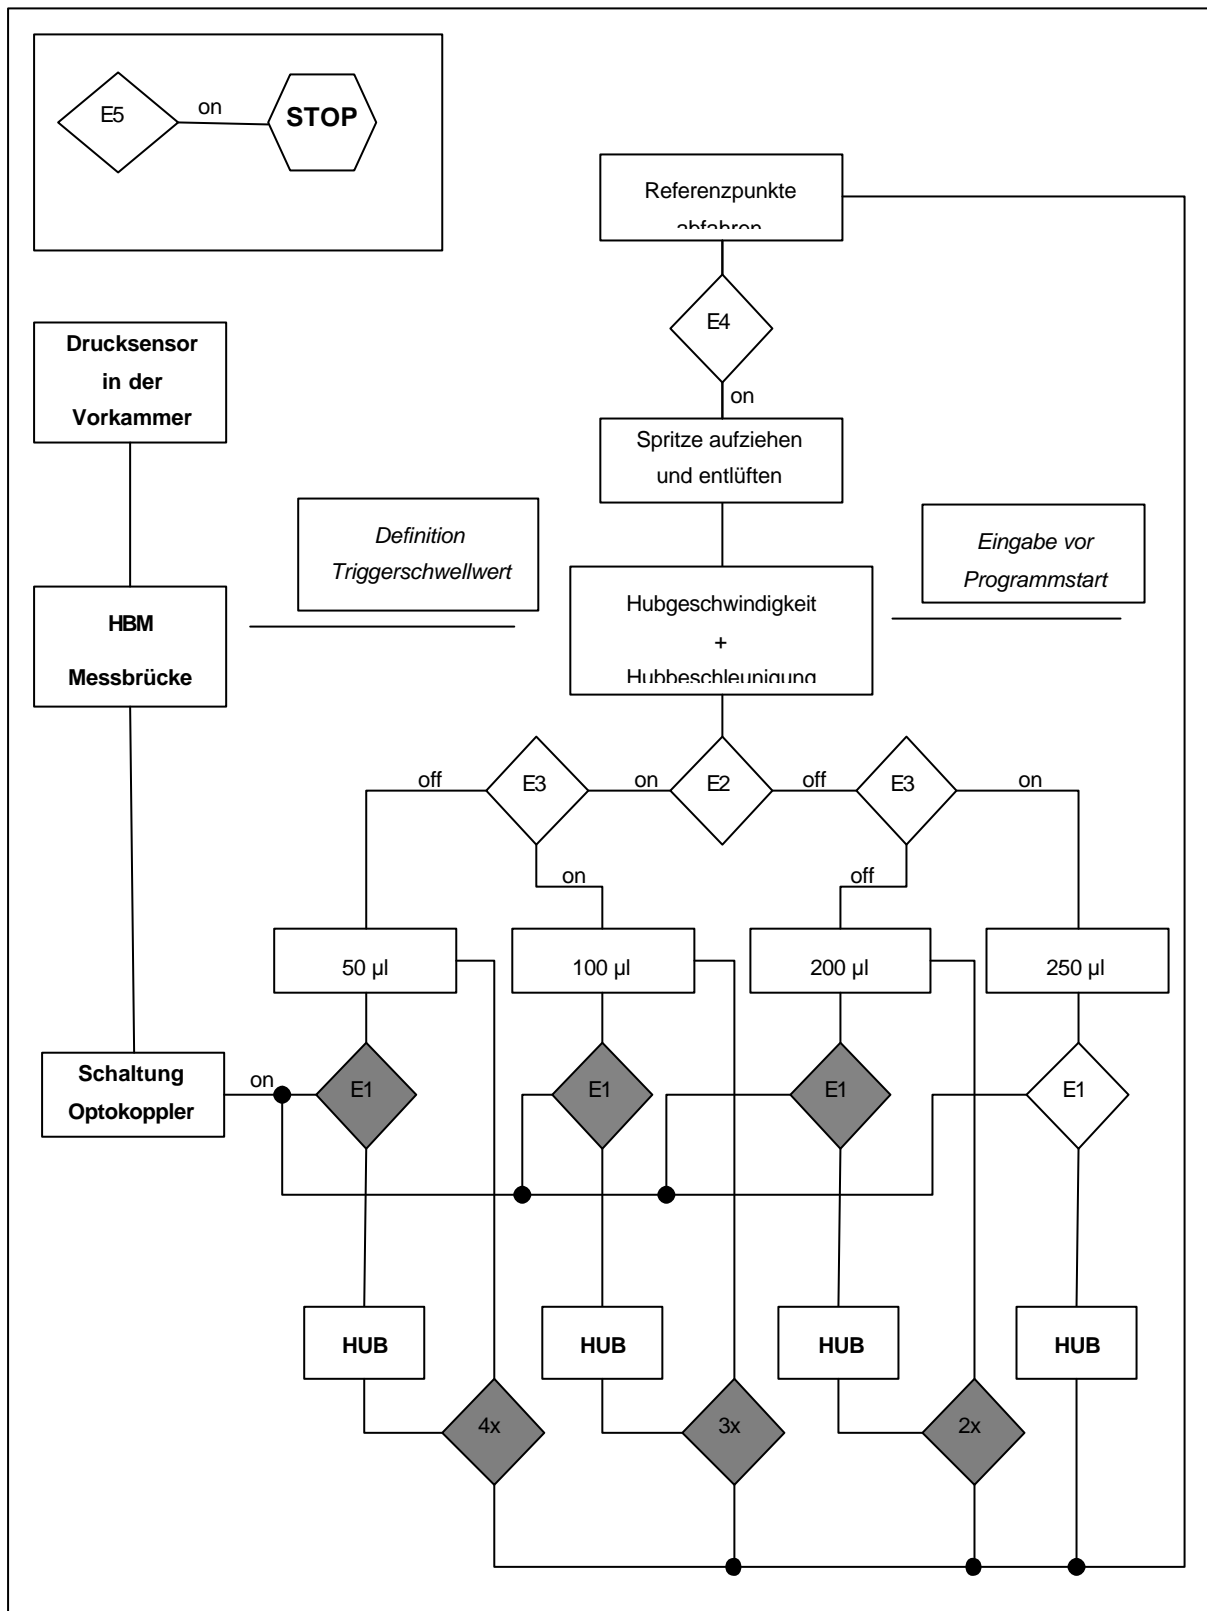 E5
on
STOP
Referenzpunkte
abfahren
E4
on
Spritze aufziehen
und entlüften
Drucksensor
in der
Vorkammer
Definition
Triggerschwellwert
Eingabe vor
Programmstart
HBM
Messbrücke
Hubgeschwindigkeit
+
Hubbeschleunigung
off
E3
on
E2
off
E3
on
on
off
50 µl
100 µl
200 µl
250 µl
Schaltung
Optokoppler
on
E1
E1
E1
E1
HUB
HUB
HUB
HUB
4x
3x
2x